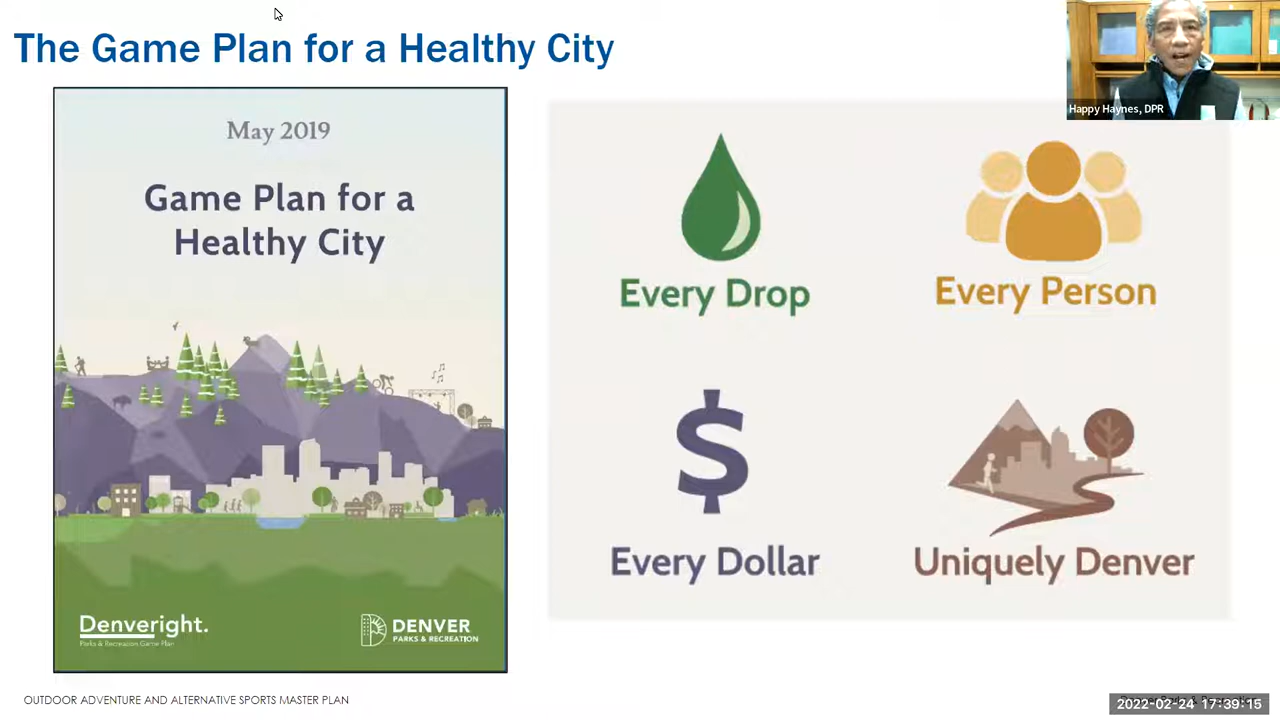 The Game Plan for a Healthy City
Happy Haynes, DPR
May 2019
Game Plan for a
Healthy City
Every Drop
Every Person
$
Every Dollar
Uniquely Denver
Denveright.
Parks & Recreation Game Plan
DENVER
PARKS & RECREATION
OUTDOOR ADVENTURE AND ALTERNATIVE SPORTS MASTER PLAN
2022-02-24 17:39:15